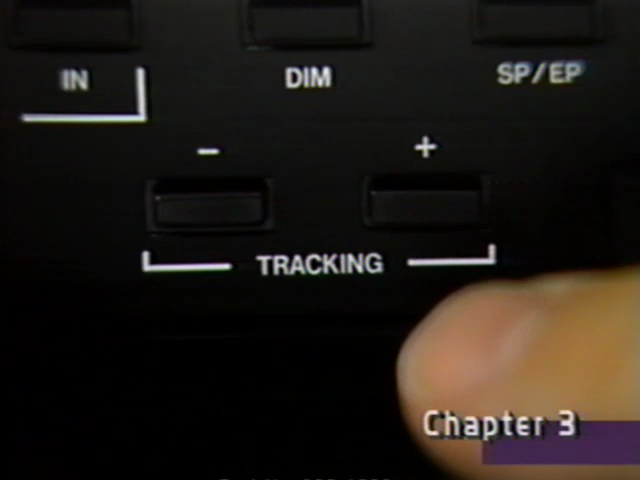 IN DIM SP/EP
- +
TRACKING
Chapter 3